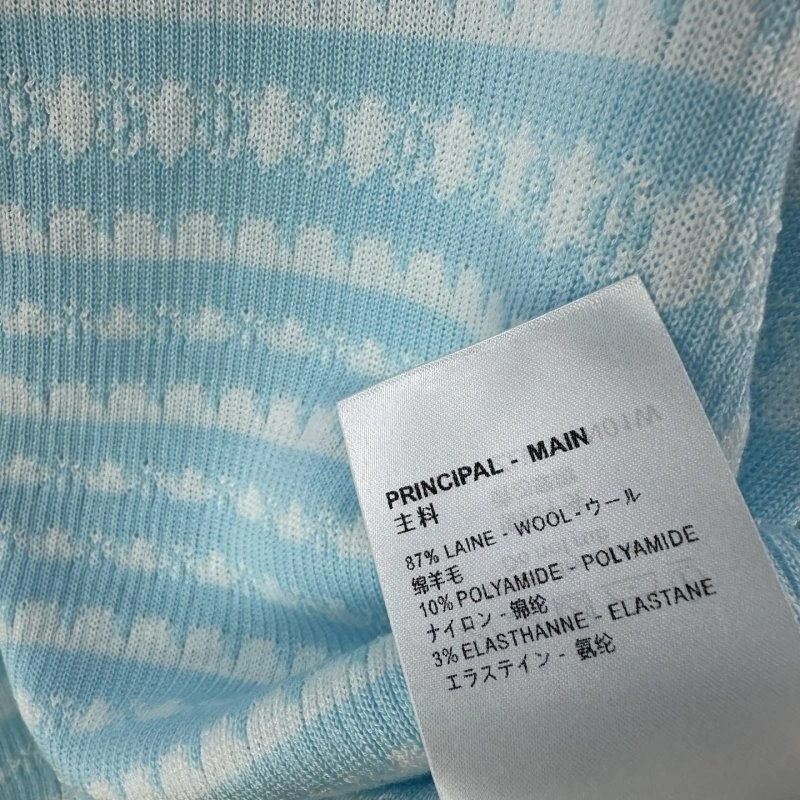 PRINCIPAL - MAIN
主料
87% LAINE - WOOL - ウール
绵羊毛
10% POLYAMIDE - POLYAMIDE
ナイロン - 锦纶
3% ELASTHANNE - ELASTANE
エラステイン - 氨纶